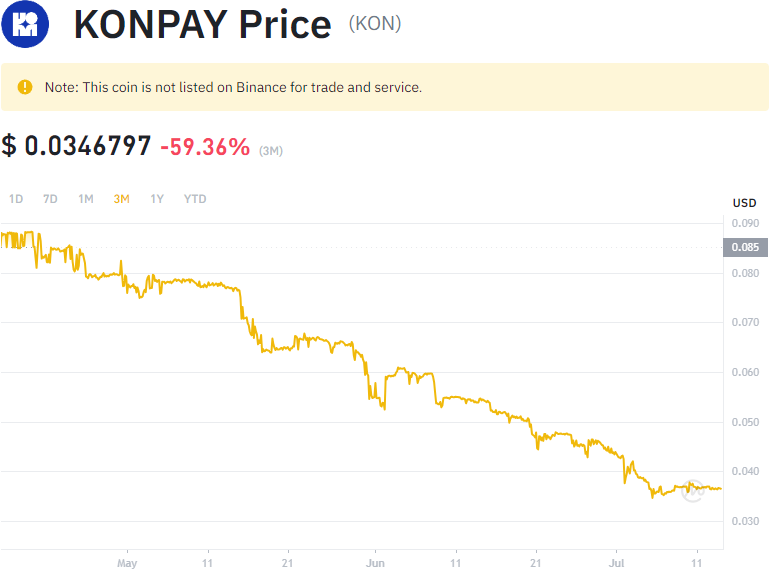 KONPAY Price (KON)
Note: This coin is not listed on Binance for trade and service.
$ 0.0346797 -59.36% (3M)
1D 7D 1M 3M 1Y YTD
USD
0.090
0.085
0.080
0.070
0.060
0.050
0.040
0.030
May 11 21 Jun 11 21 Jul 11